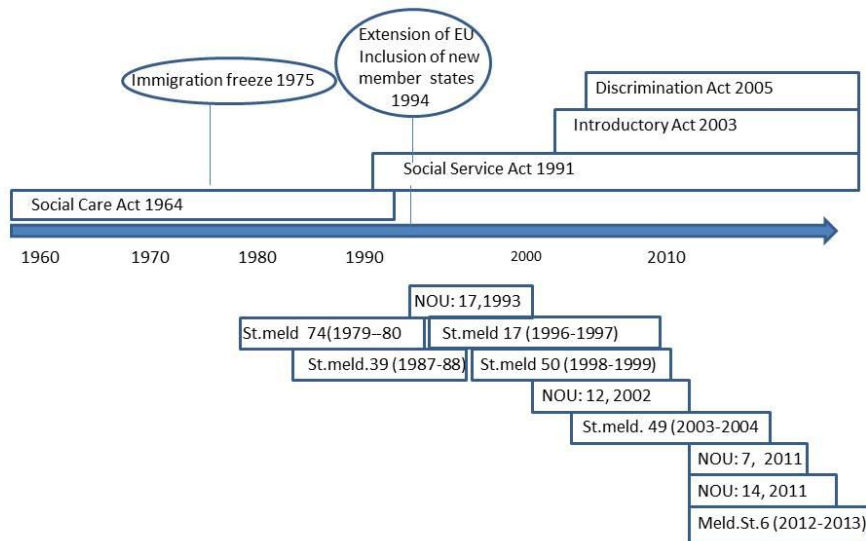 Extension of EU
Inclusion of new
member states
1994
Immigration freeze 1975
Discrimination Act 2005
Introductory Act 2003
Social Service Act 1991
Social Care Act 1964
1960 1970 1980 1990 2000 2010
NOU: 17,1993
St.meld 74(1979--80 St.meld 17 (1996-1997)
St.meld.39 (1987-88) St.meld 50 (1998-1999)
NOU: 12, 2002
St.meld. 49 (2003-2004
NOU: 7, 2011
NOU: 14, 2011
Meld.St.6 (2012-2013)